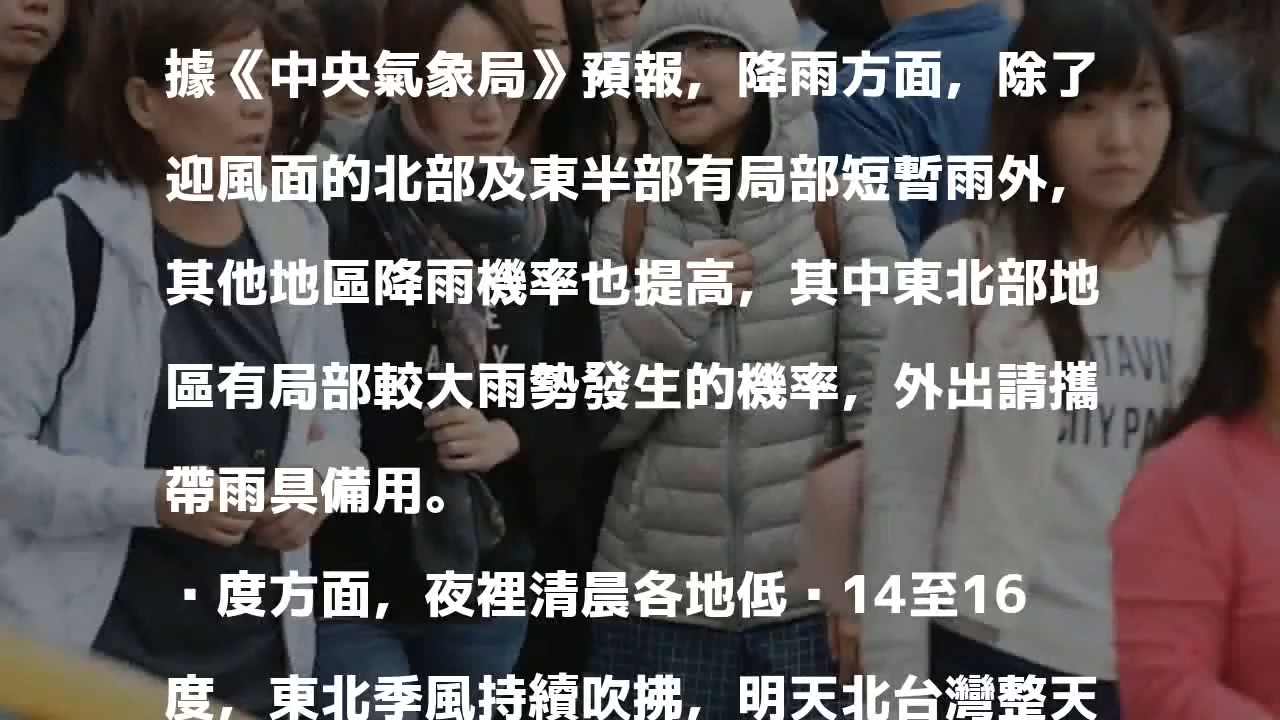 據《中央氣象局》預報，降雨方面，除了
迎風面的北部及東半部有局部短暫雨外，
其他地區降雨機率也提高，其中東北部地
區有局部較大雨勢發生的機率，外出請攜
帶雨具備用。
▪度方面，夜裡清晨各地低▪14至16
度，東北季風持續吹拂，明天北台灣整天
CITY